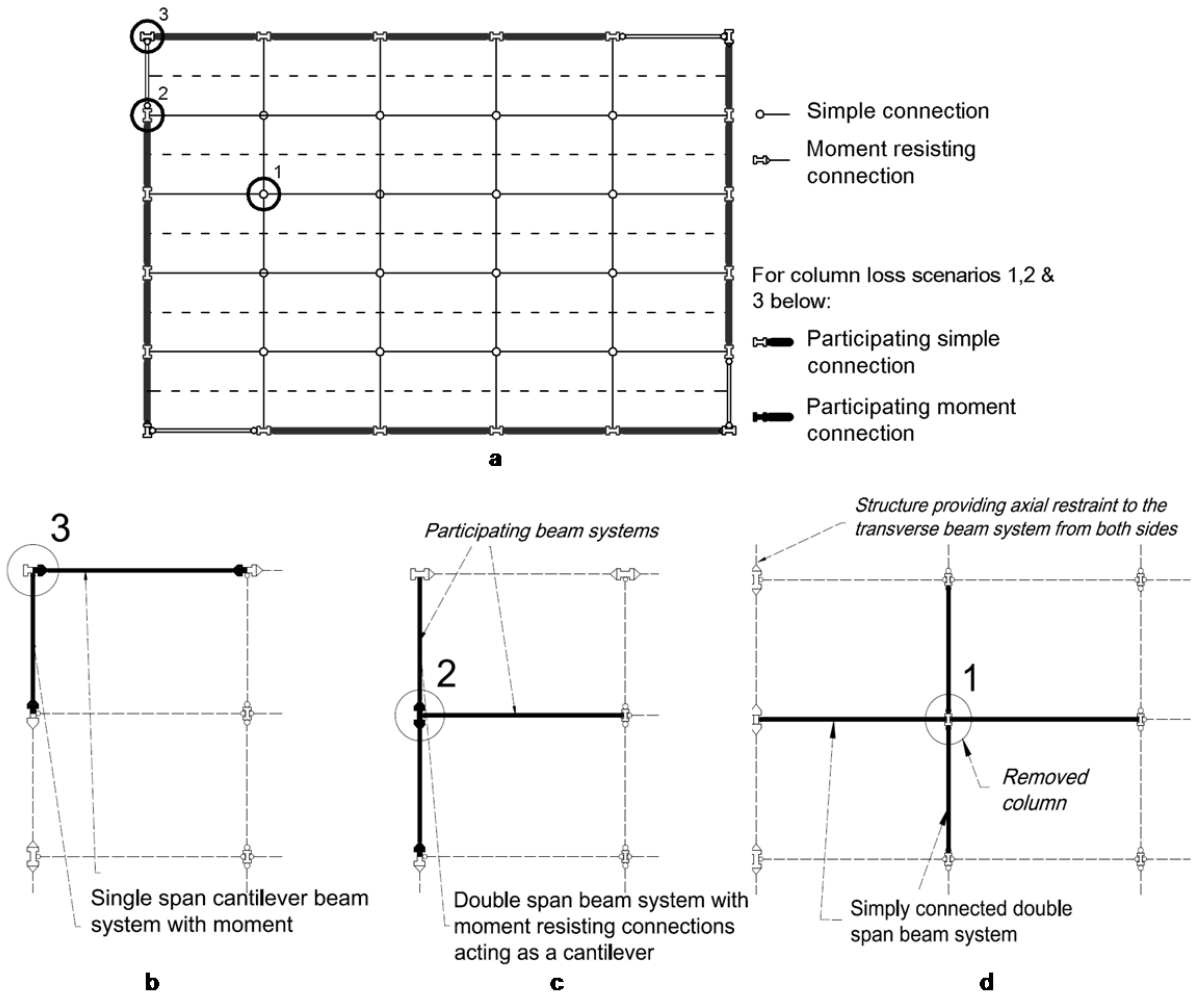 3
2
1
Simple connection
Moment resisting
connection
For column loss scenarios 1,2 &
3 below:
Participating simple
connection
Participating moment
connection
a
3
Single span cantilever beam
system with moment
b
Participating beam systems
2
Double span beam system with
moment resisting connections
acting as a cantilever
c
Structure providing axial restraint to the
transverse beam system from both sides
1
Removed
column
Simply connected double
span beam system
d